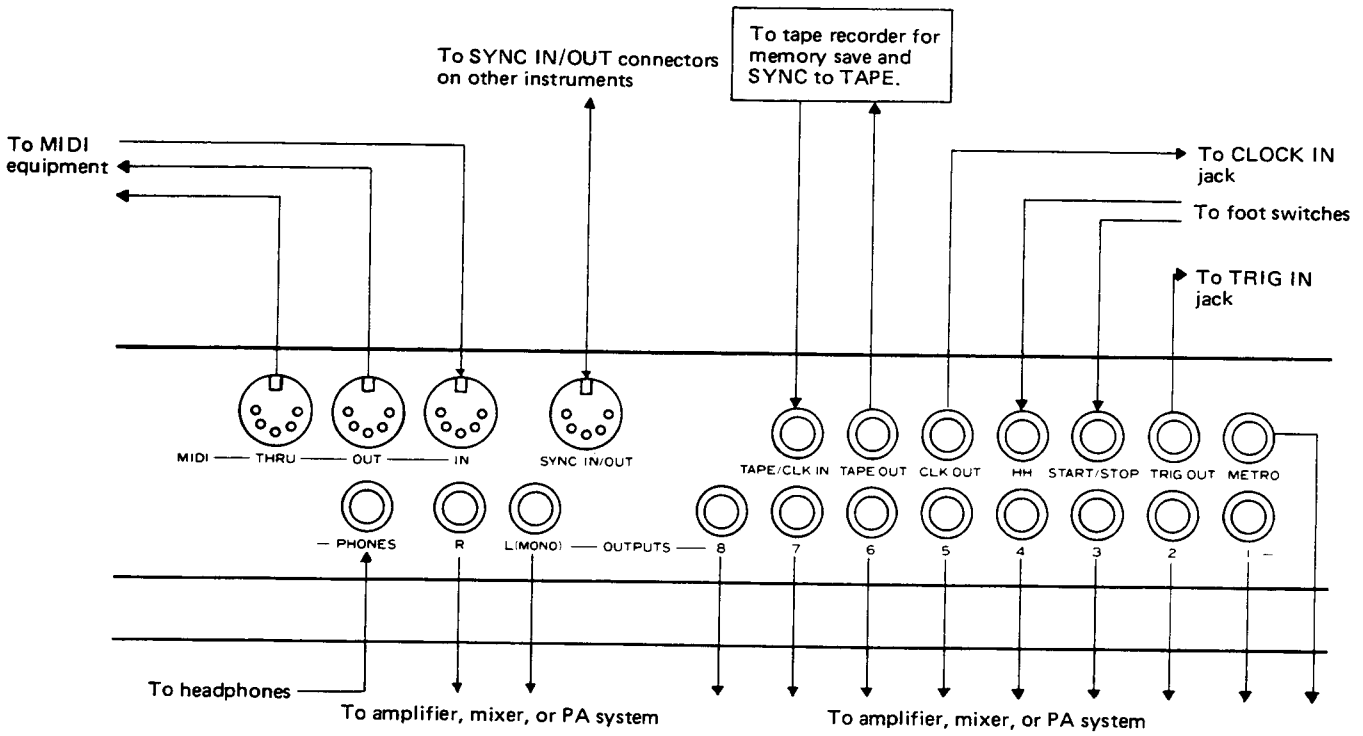 To tape recorder for
memory save and
SYNC to TAPE.
To SYNC IN/OUT connectors
on other instruments
To MIDI
equipment
To CLOCK IN
jack
To foot switches
To TRIG IN
jack
MIDI THRU OUT IN SYNC IN/OUT
TAPE/CLK IN TAPE OUT CLK OUT HH START/STOP TRIG OUT METRO
PHONES R L(MONO) OUTPUTS 8 7 6 5 4 3 2 1
To headphones
To amplifier, mixer, or PA system
To amplifier, mixer, or PA system